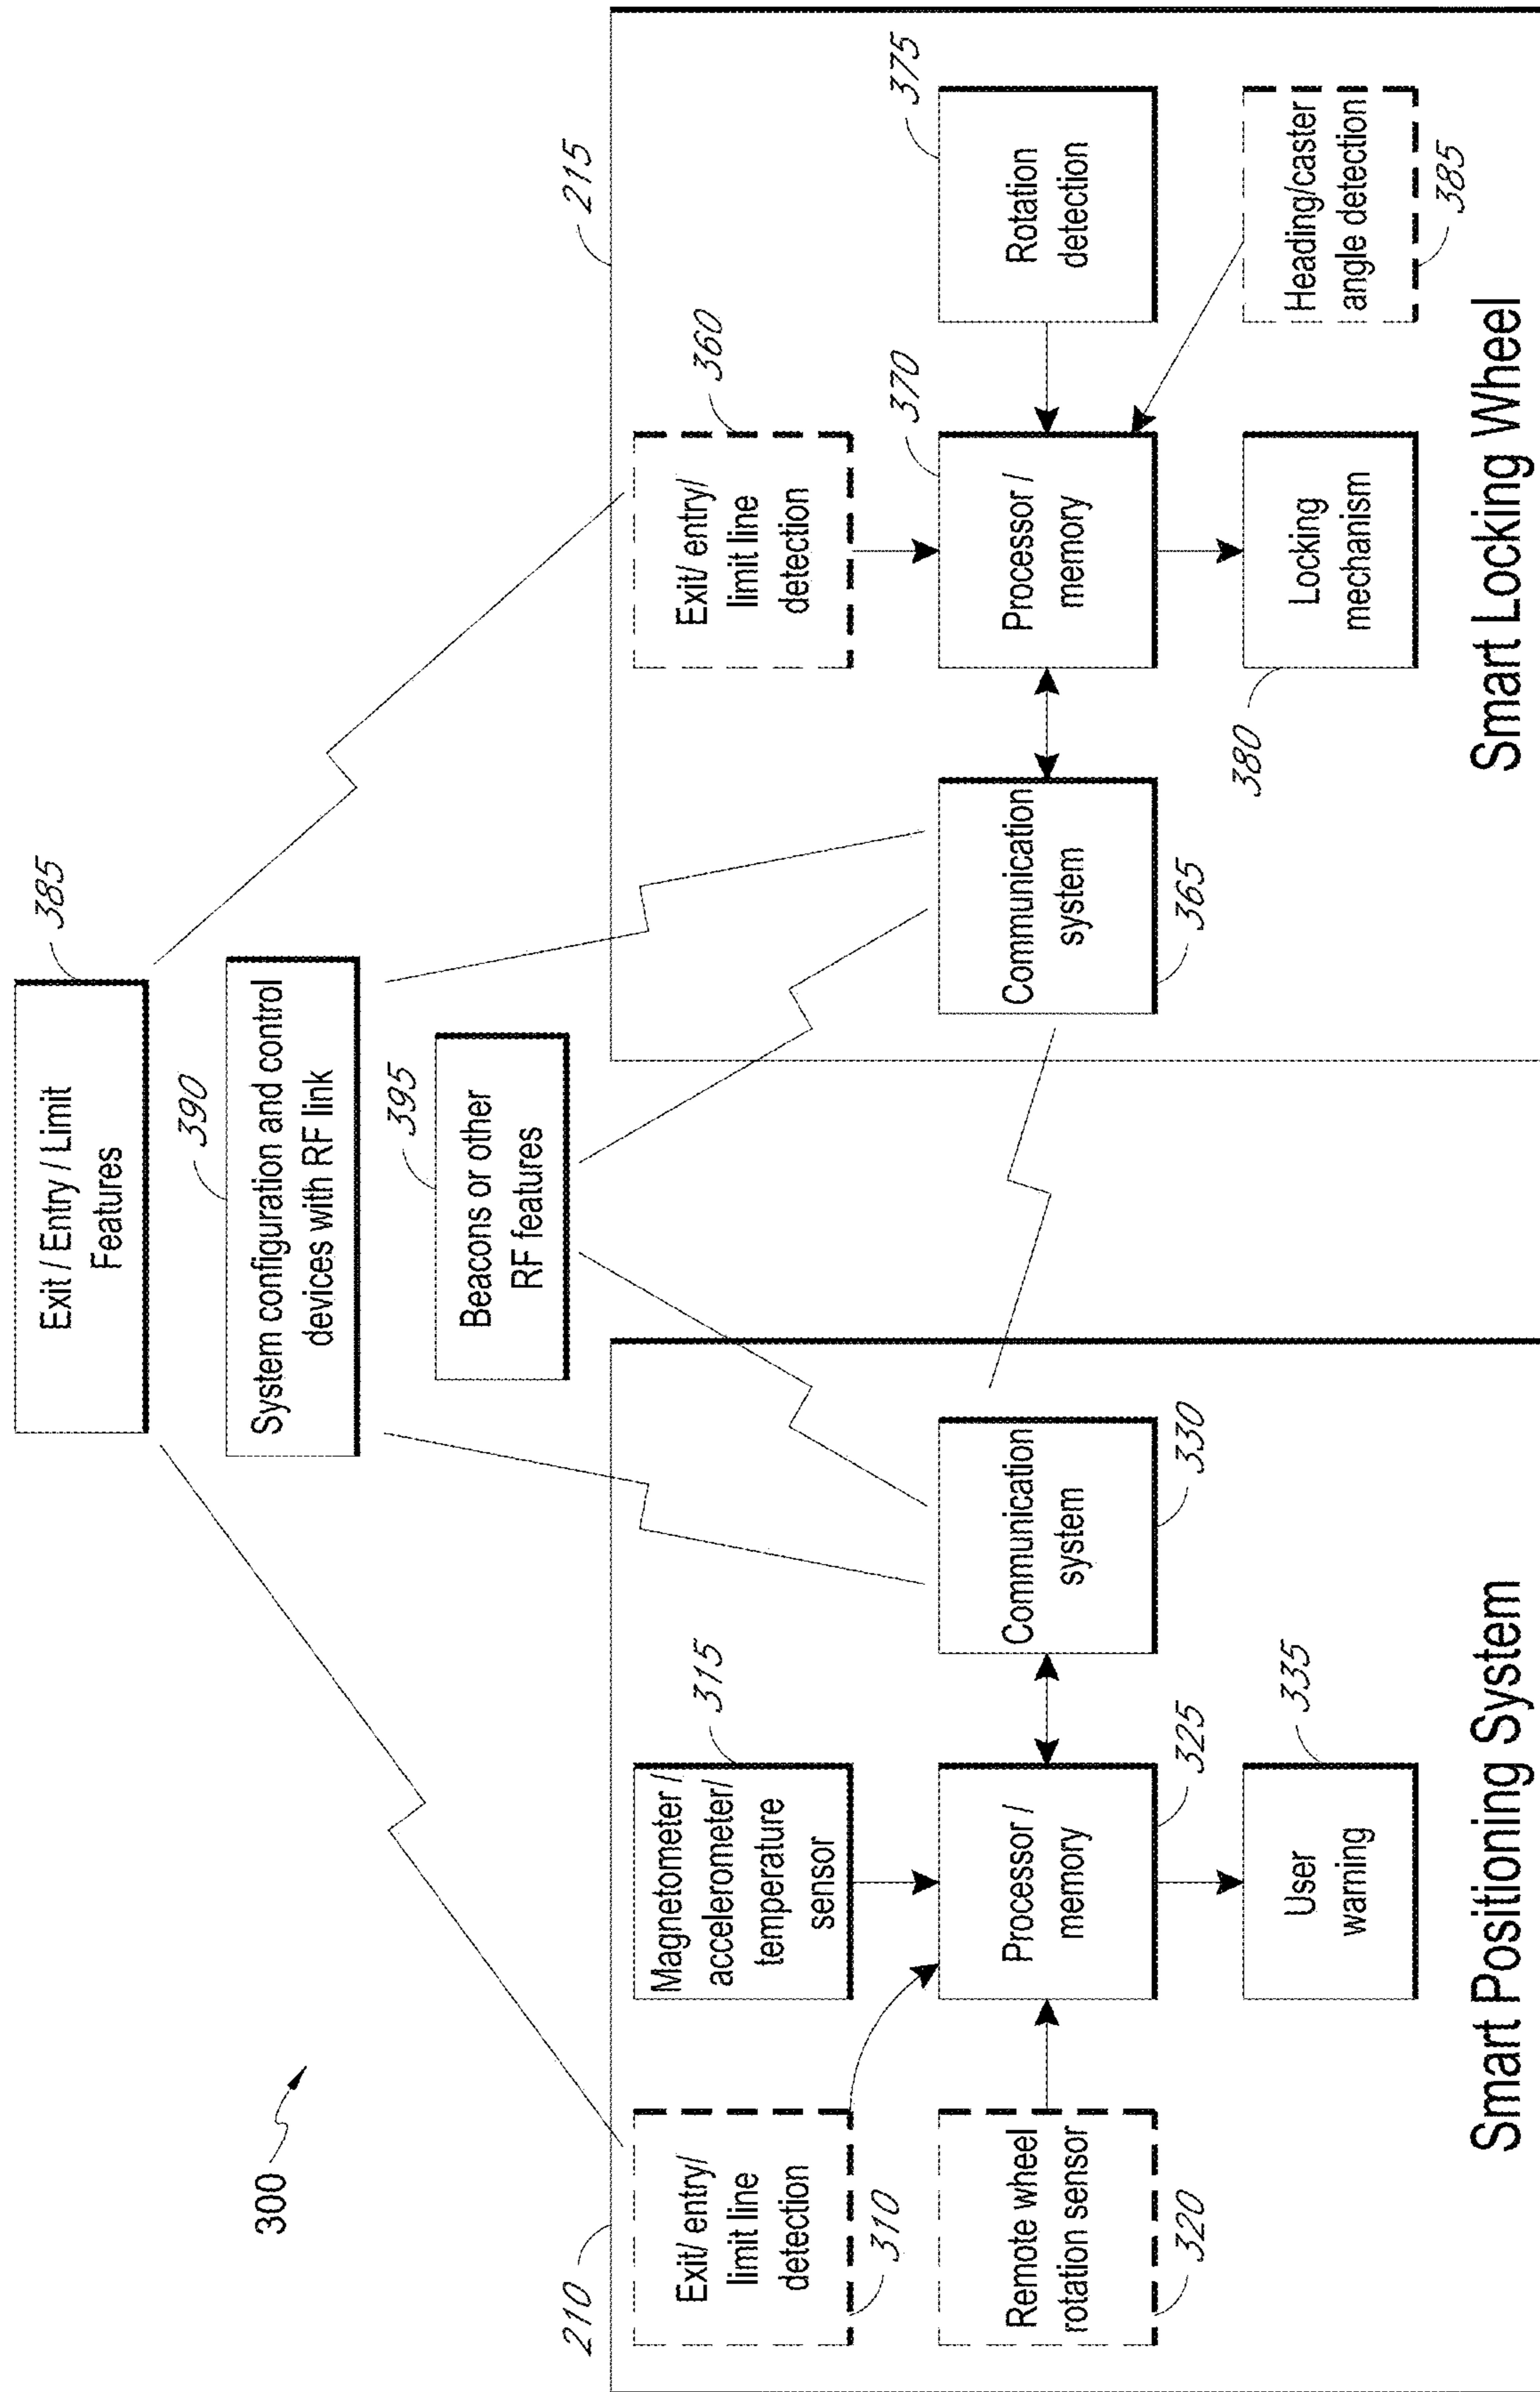 300
Exit / Entry / Limit
Features
385
390
System configuration and control
devices with RF link
395
Beacons or other
RF features
210
Exit/ entry/
limit line
detection
310
Magnetometer /
accelerometer/
temperature
sensor
315
Remote wheel
rotation sensor
320
Processor /
memory
325
Communication
system
330
User
warning
335
Smart Positioning System
215
Exit/ entry/
limit line
detection
360
Communication
system
365
Processor /
memory
370
Rotation
detection
375
Locking
mechanism
380
Heading/caster
angle detection
385
Smart Locking Wheel